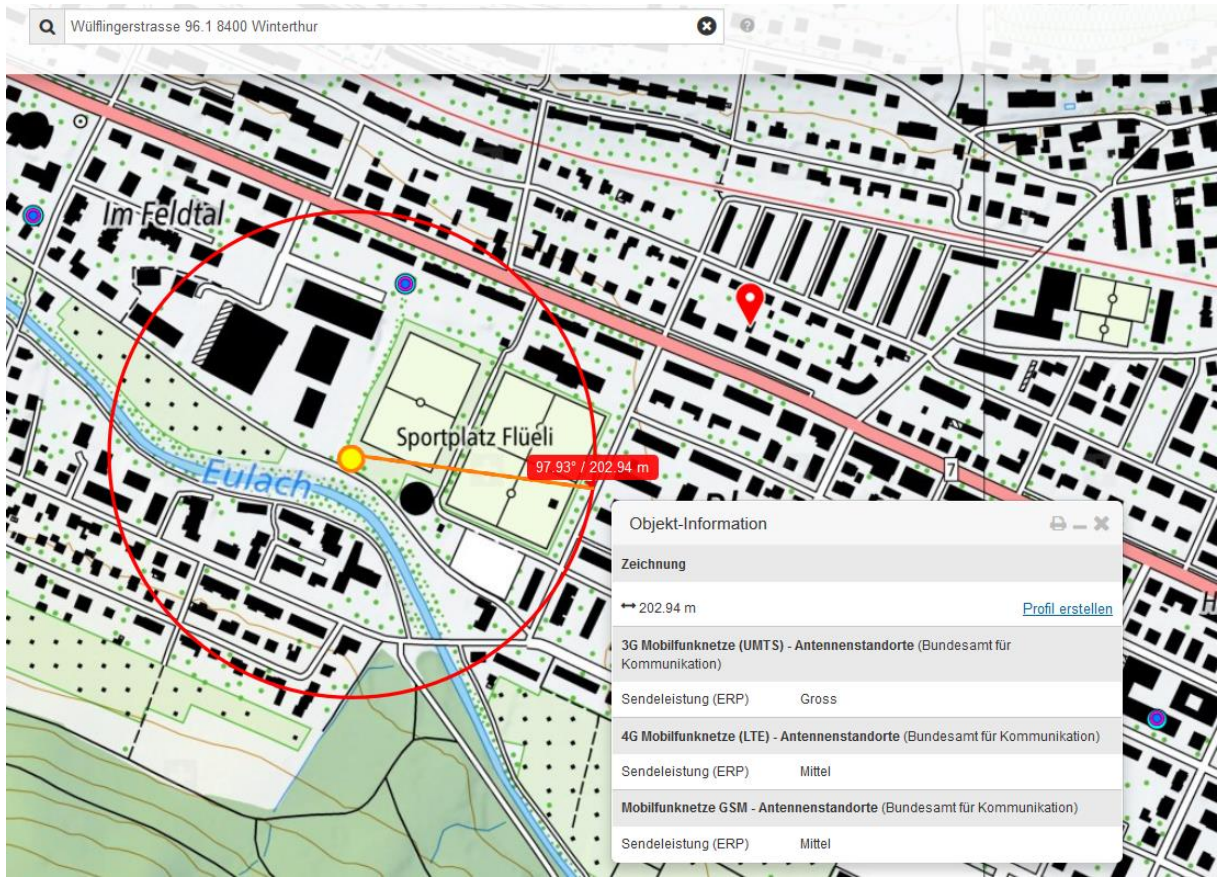 Wülflingerstrasse 96.1 8400 Winterthur
Im Feldtal
Sportplatz Flüeli
97.93° / 202.94 m
Eulach
7
Objekt-Information
Zeichnung
202.94 m Profil erstellen
3G Mobilfunknetze (UMTS) - Antennenstandorte (Bundesamt für
Kommunikation)
Sendeleistung (ERP) Gross
4G Mobilfunknetze (LTE) - Antennenstandorte (Bundesamt für Kommunikation)
Sendeleistung (ERP) Mittel
Mobilfunknetze GSM - Antennenstandorte (Bundesamt für Kommunikation)
Sendeleistung (ERP) Mittel